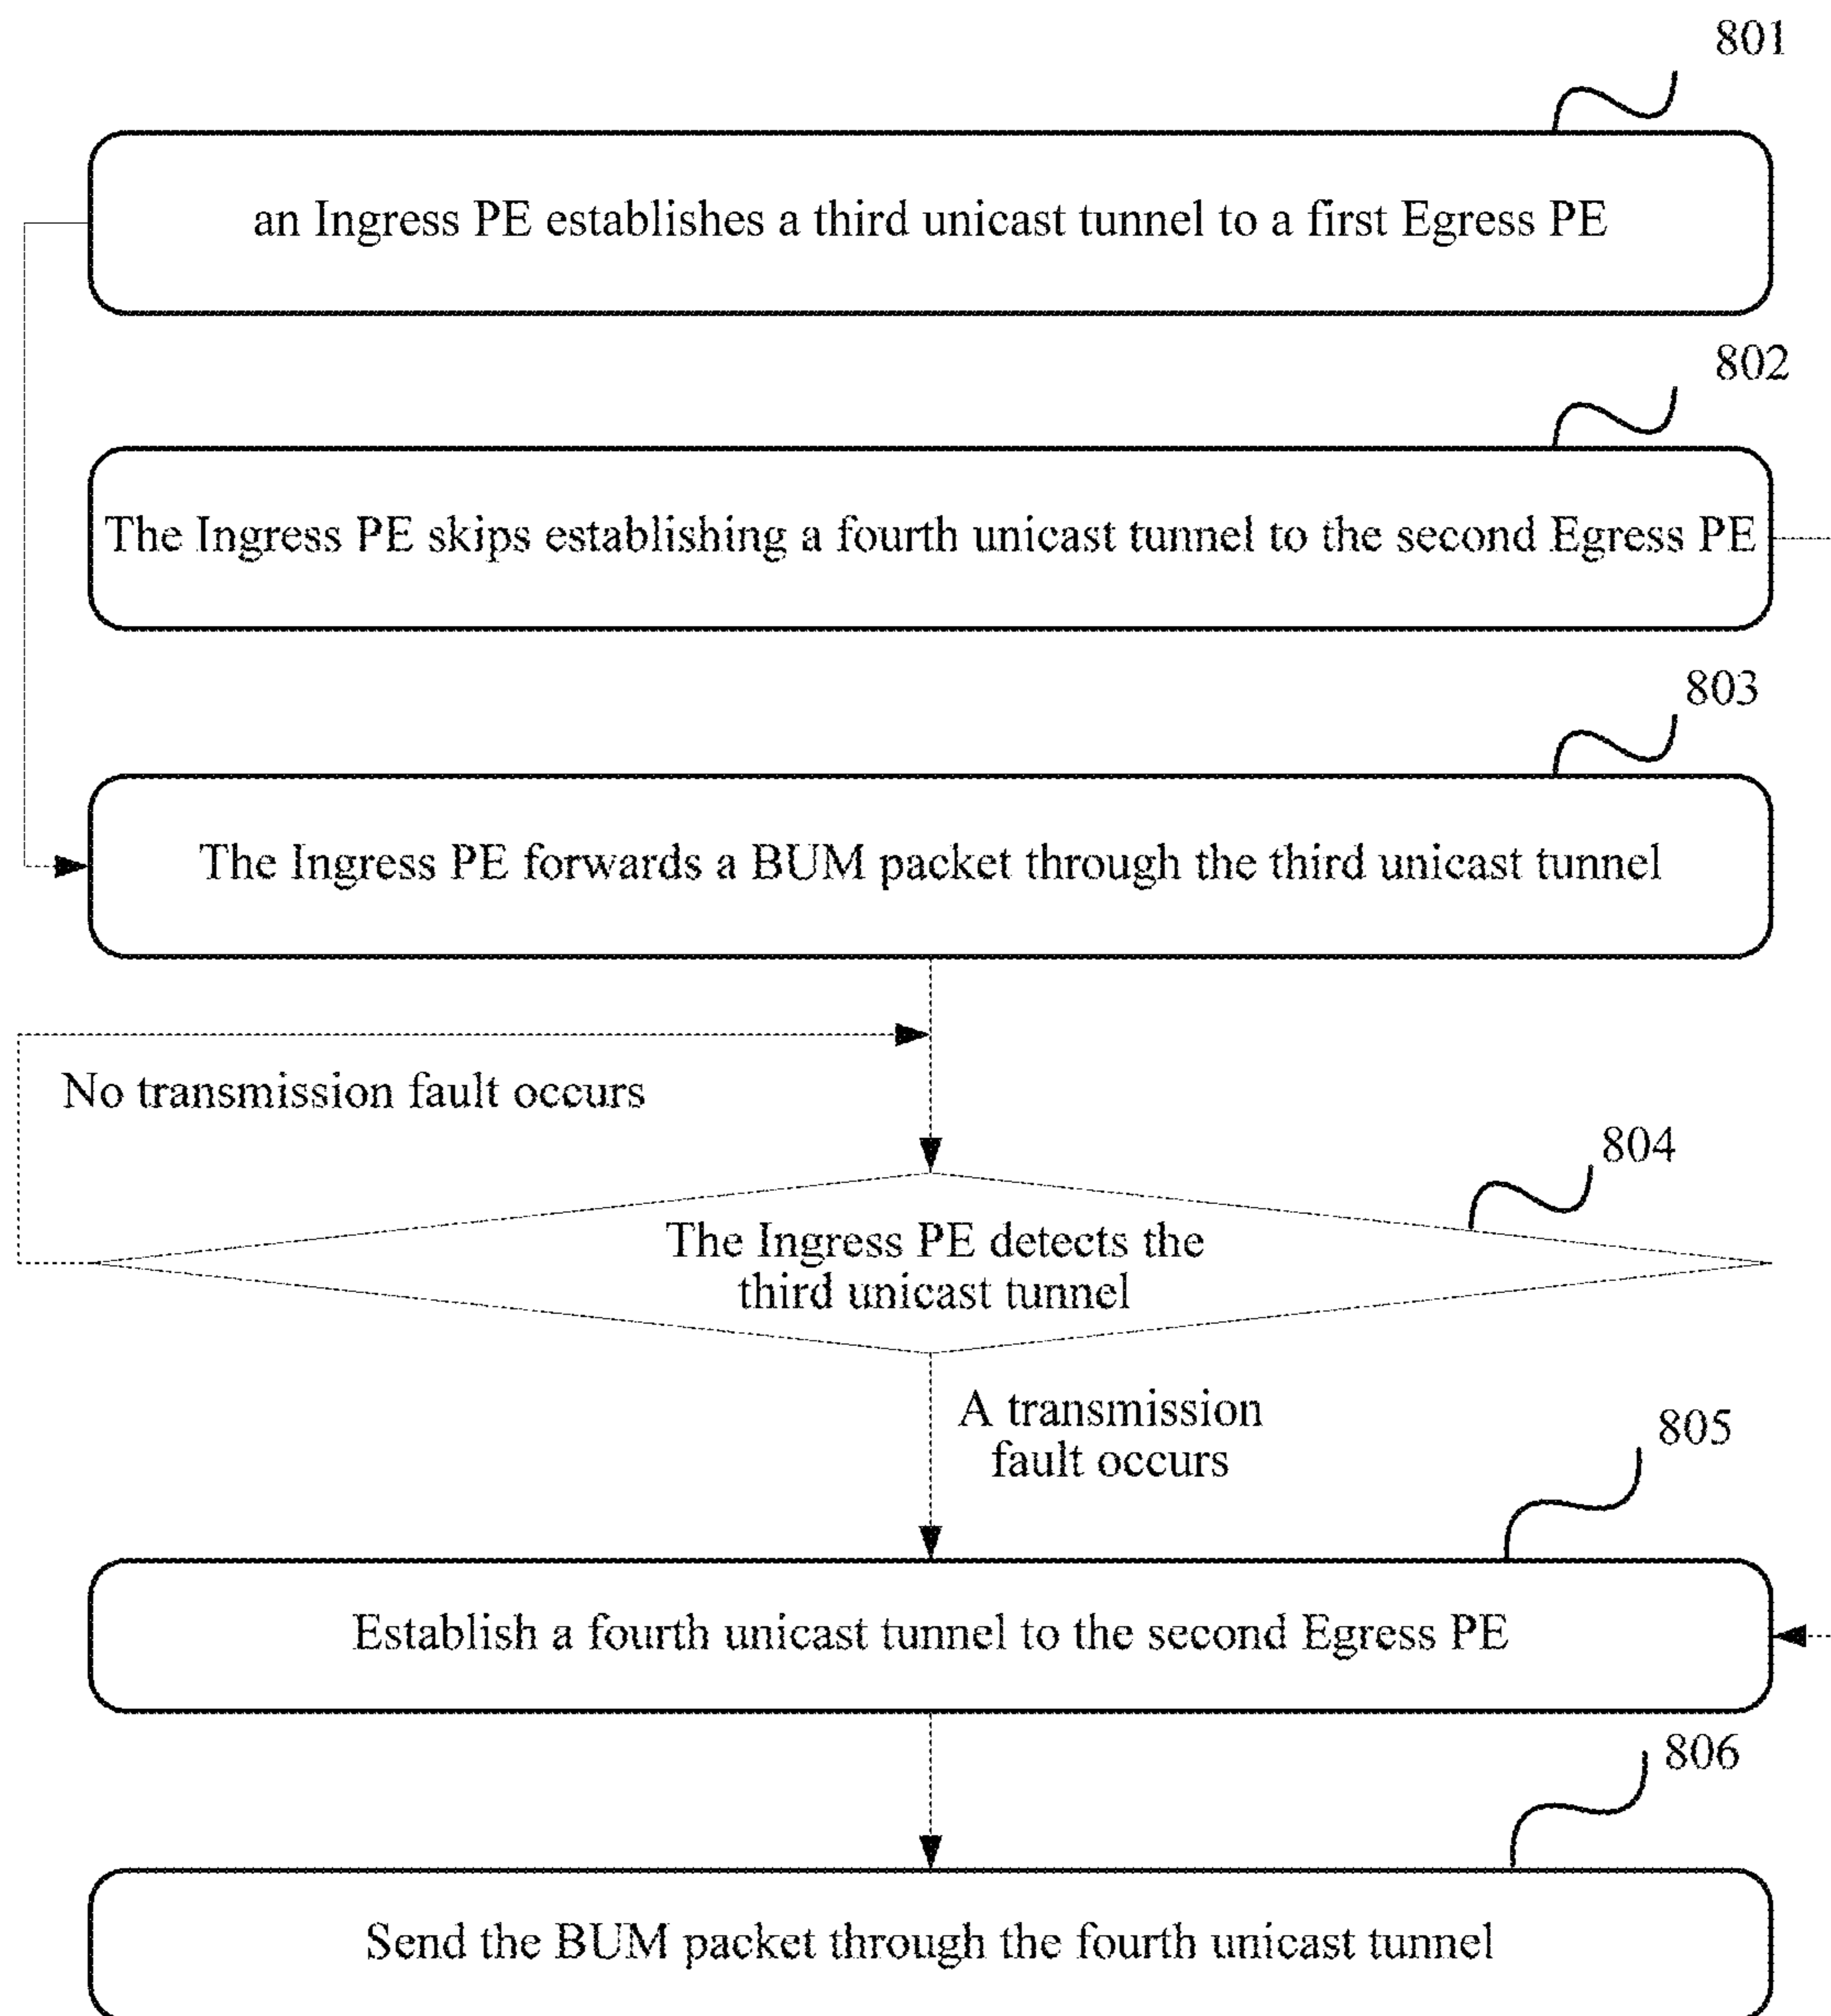 801
an Ingress PE establishes a third unicast tunnel to a first Egress PE
802
The Ingress PE skips establishing a fourth unicast tunnel to the second Egress PE
803
The Ingress PE forwards a BUM packet through the third unicast tunnel
No transmission fault occurs
804
The Ingress PE detects the
third unicast tunnel
A transmission
fault occurs
805
Establish a fourth unicast tunnel to the second Egress PE
806
Send the BUM packet through the fourth unicast tunnel